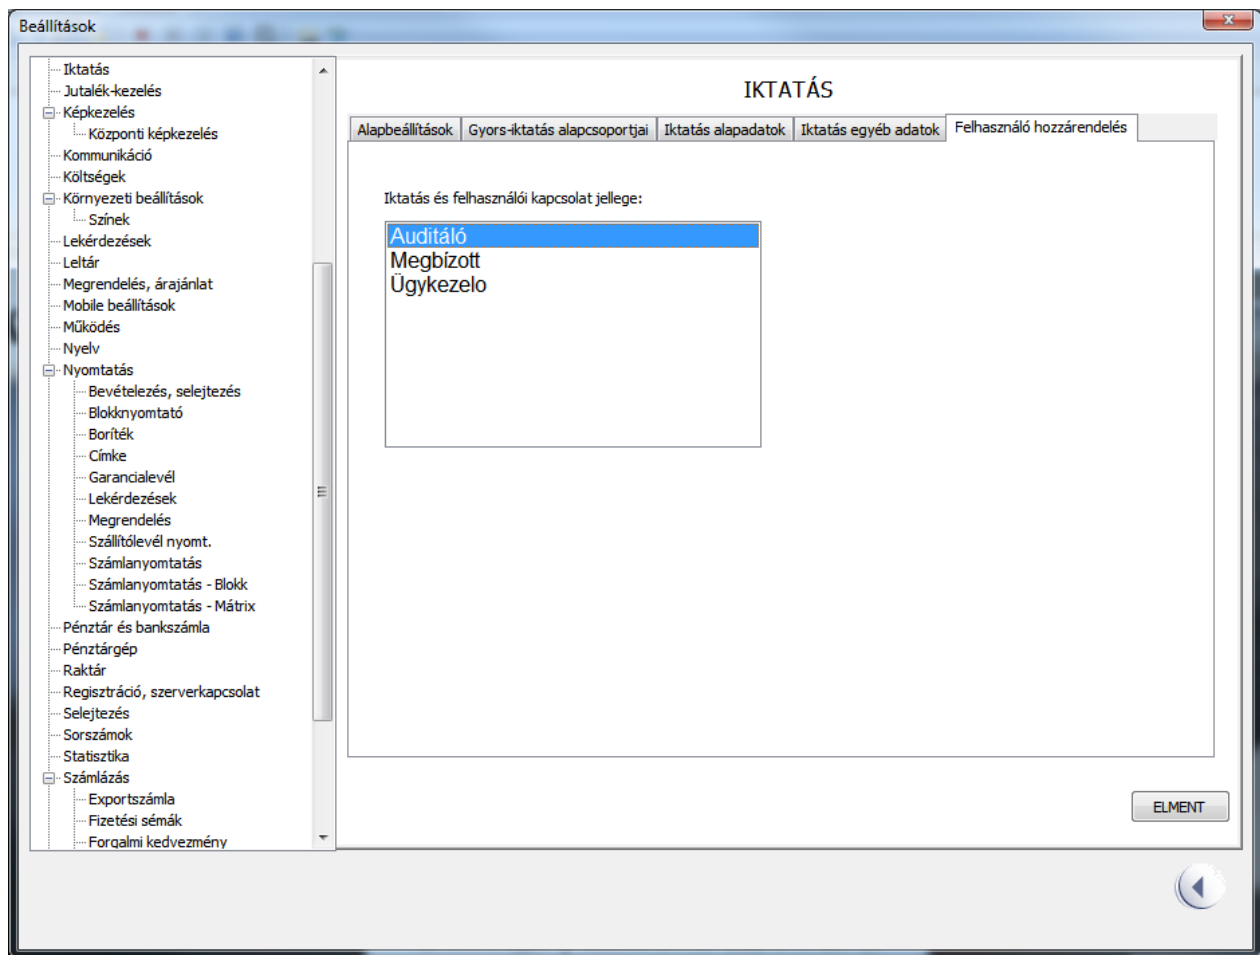 Beállítások
Iktatás
Jutalék-kezelés
Képkezelés
Központi képkezelés
Kommunikáció
Költségek
Környezeti beállítások
Színek
Lekérdezések
Leltár
Megrendelés, árajánlat
Mobile beállítások
Működés
Nyelv
Nyomtatás
Bevételezés, selejtezés
Blokknyomtató
Boríték
Címke
Garancialevél
Lekérdezések
Megrendelés
Szállítólevél nyomt.
Számlanyomtatás
Számlanyomtatás - Blokk
Számlanyomtatás - Mátrix
Pénztár és bankszámla
Pénztárgép
Raktár
Regisztráció, szerverkapcsolat
Selejtezés
Sorszámok
Statisztika
Számlázás
Exportszámla
Fizetési sémák
Forgalmi kedvezmény
IKTATÁS
Alapbeállítások Gyors-iktatás alapcsoportjai Iktatás alapadatok Iktatás egyéb adatok Felhasználó hozzárendelés
Iktatás és felhasználói kapcsolat jellege:
Auditáló
Megbízott
Ügykezelo
ELMENT